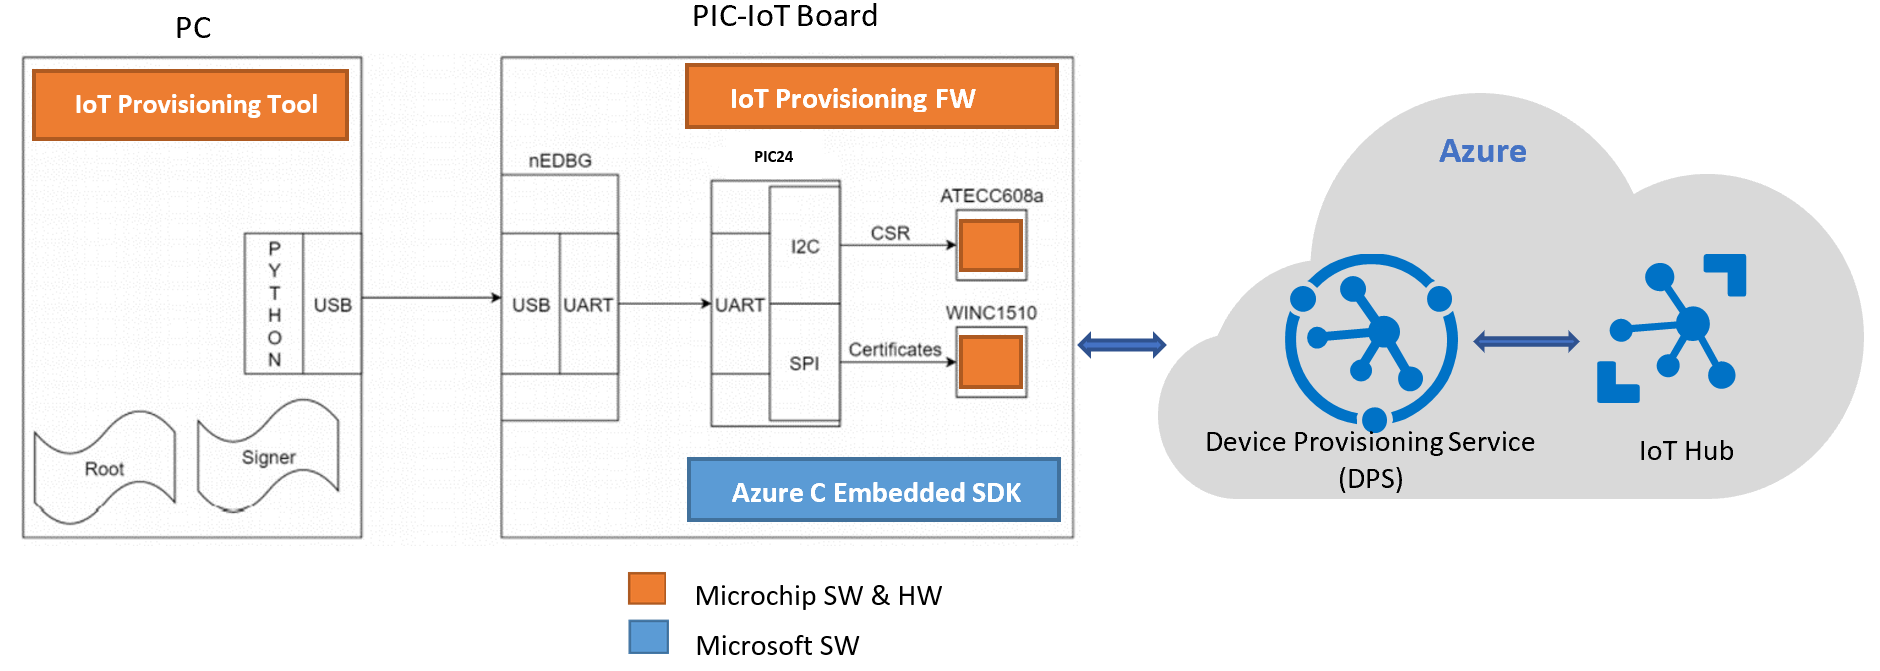 PC
PIC-IoT Board
IoT Provisioning Tool
IoT Provisioning FW
nEDBG
PIC24
ATECC608a
PYTHON
USB
USB
UART
UART
I2C
CSR
WINC1510
SPI
Certificates
Root
Signer
Azure C Embedded SDK
Azure
Device Provisioning Service
(DPS)
IoT Hub
Microchip SW & HW
Microsoft SW